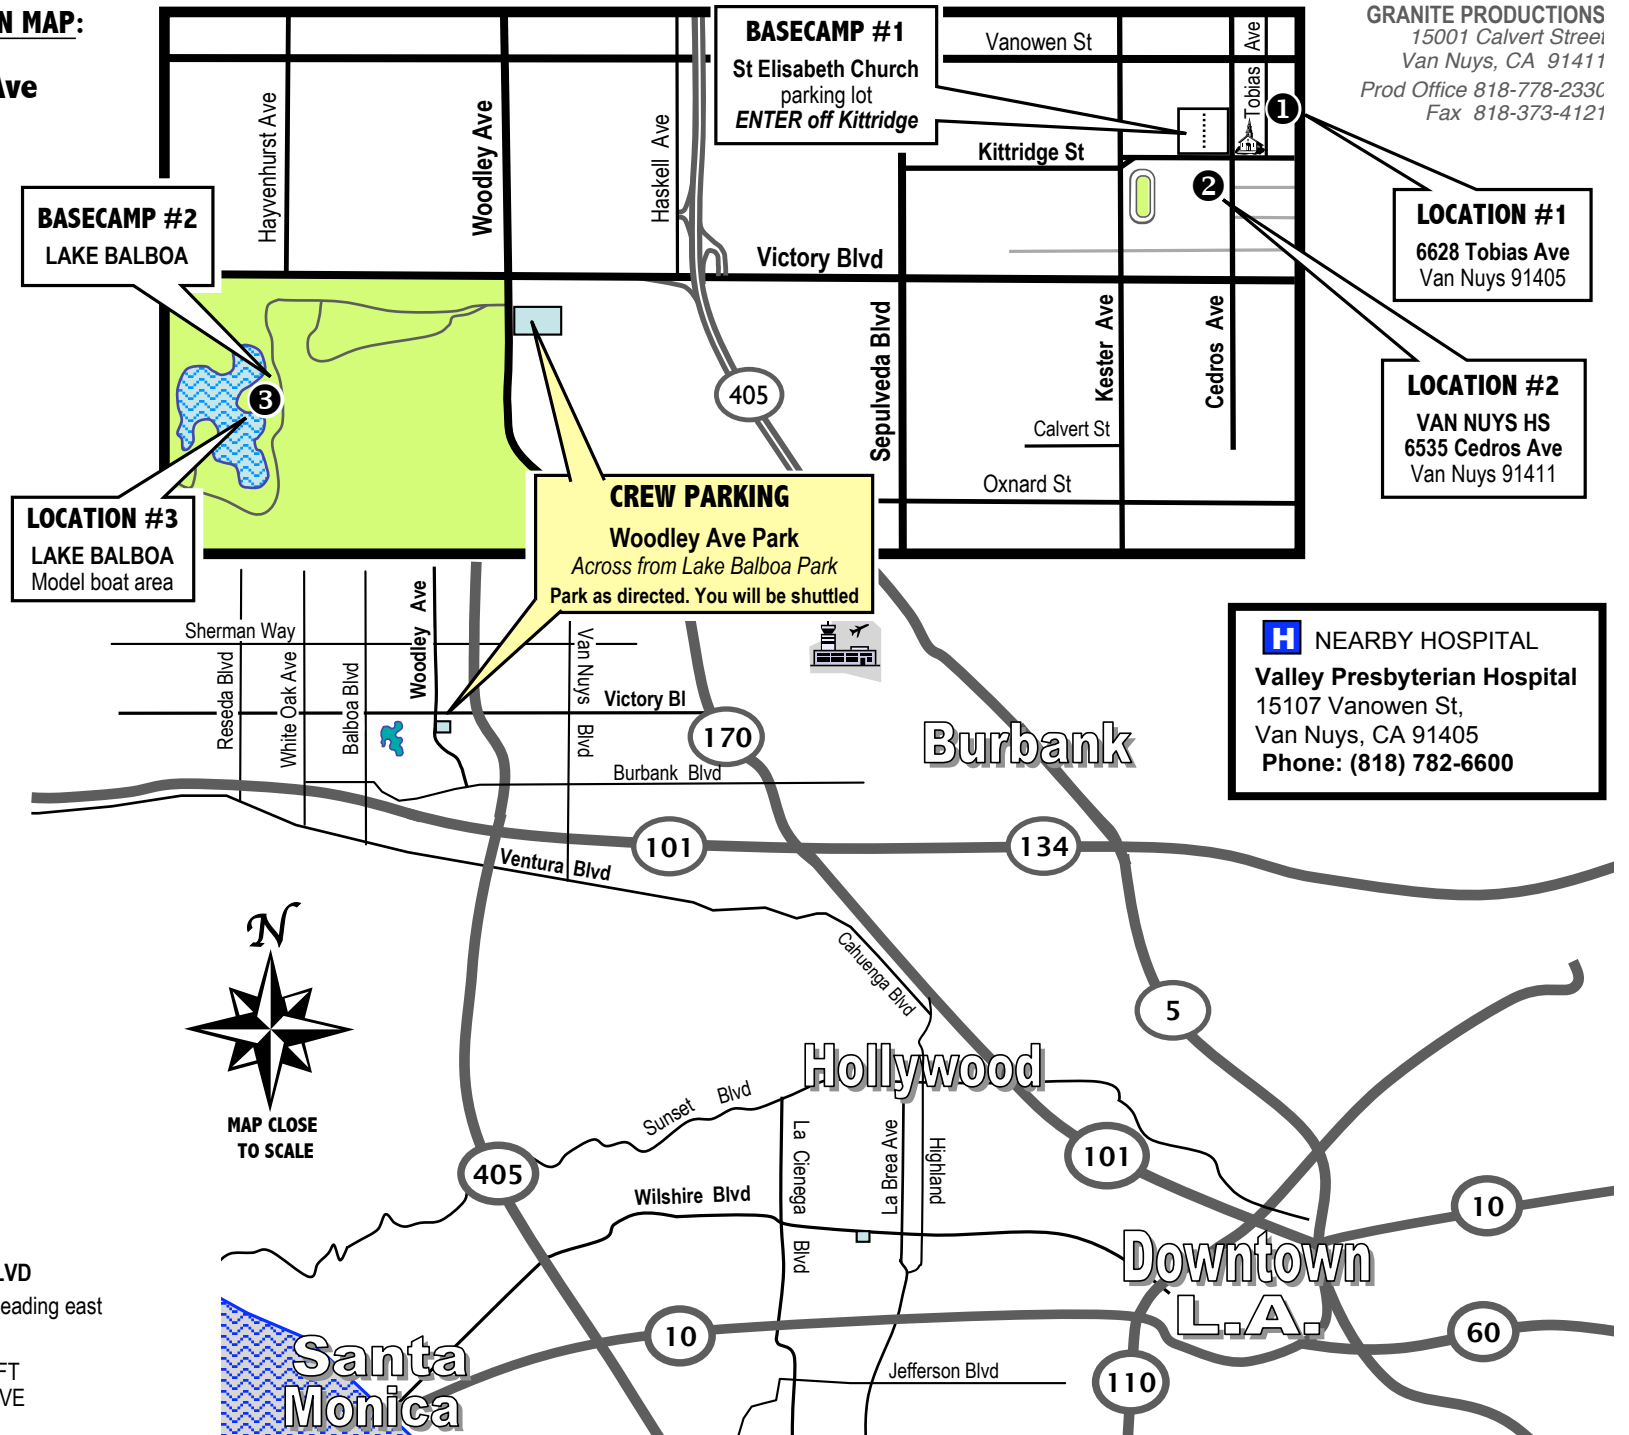 N MAP:
Ave
GRANITE PRODUCTIONS
15001 Calvert Street
Van Nuys, CA 91411
Prod Office 818-778-2330
Fax 818-373-4121
BASECAMP #1
St Elisabeth Church
parking lot
ENTER off Kittridge
Vanowen St
Tobias Ave
1
Hayvenhurst Ave
Woodley Ave
Haskell Ave
Kittridge St
2
BASECAMP #2
LAKE BALBOA
LOCATION #1
6628 Tobias Ave
Van Nuys 91405
Victory Blvd
Sepulveda Blvd
Kester Ave
Cedros Ave
405
3
LOCATION #2
VAN NUYS HS
6535 Cedros Ave
Van Nuys 91411
Calvert St
Oxnard St
LOCATION #3
LAKE BALBOA
Model boat area
CREW PARKING
Woodley Ave Park
Across from Lake Balboa Park
Park as directed. You will be shuttled
Sherman Way
Reseda Blvd
White Oak Ave
Balboa Blvd
Woodley Ave
Van Nuys Blvd
Victory Bl
170
Burbank
Burbank Blvd
H NEARBY HOSPITAL
Valley Presbyterian Hospital
15107 Vanowen St,
Van Nuys, CA 91405
Phone: (818) 782-6600
101
134
Ventura Blvd
N
MAP CLOSE
TO SCALE
Cahuenga Blvd
5
Hollywood
Sunset Blvd
La Cienega Blvd
La Brea Ave
Highland
101
405
Wilshire Blvd
10
Downtown
L.A.
LVD
eading east
10
60
Santa
Monica
FT
VE
Jefferson Blvd
110